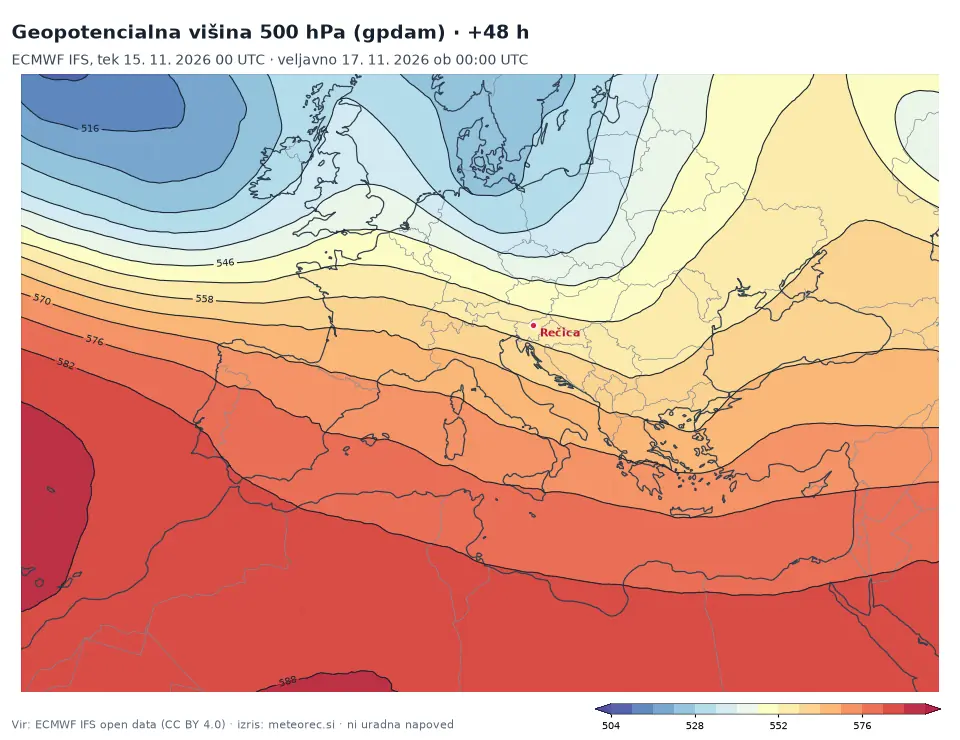 Geopotencialna višina 500 hPa (gpdam) · +48 h
ECMWF IFS, tek 15. 11. 2026 00 UTC · veljavno 17. 11. 2026 ob 00:00 UTC
516
546
558
570
576
582
Rečica
588
504 528 552 576
Vir: ECMWF IFS open data (CC BY 4.0) · izris: meteorec.si · ni uradna napoved